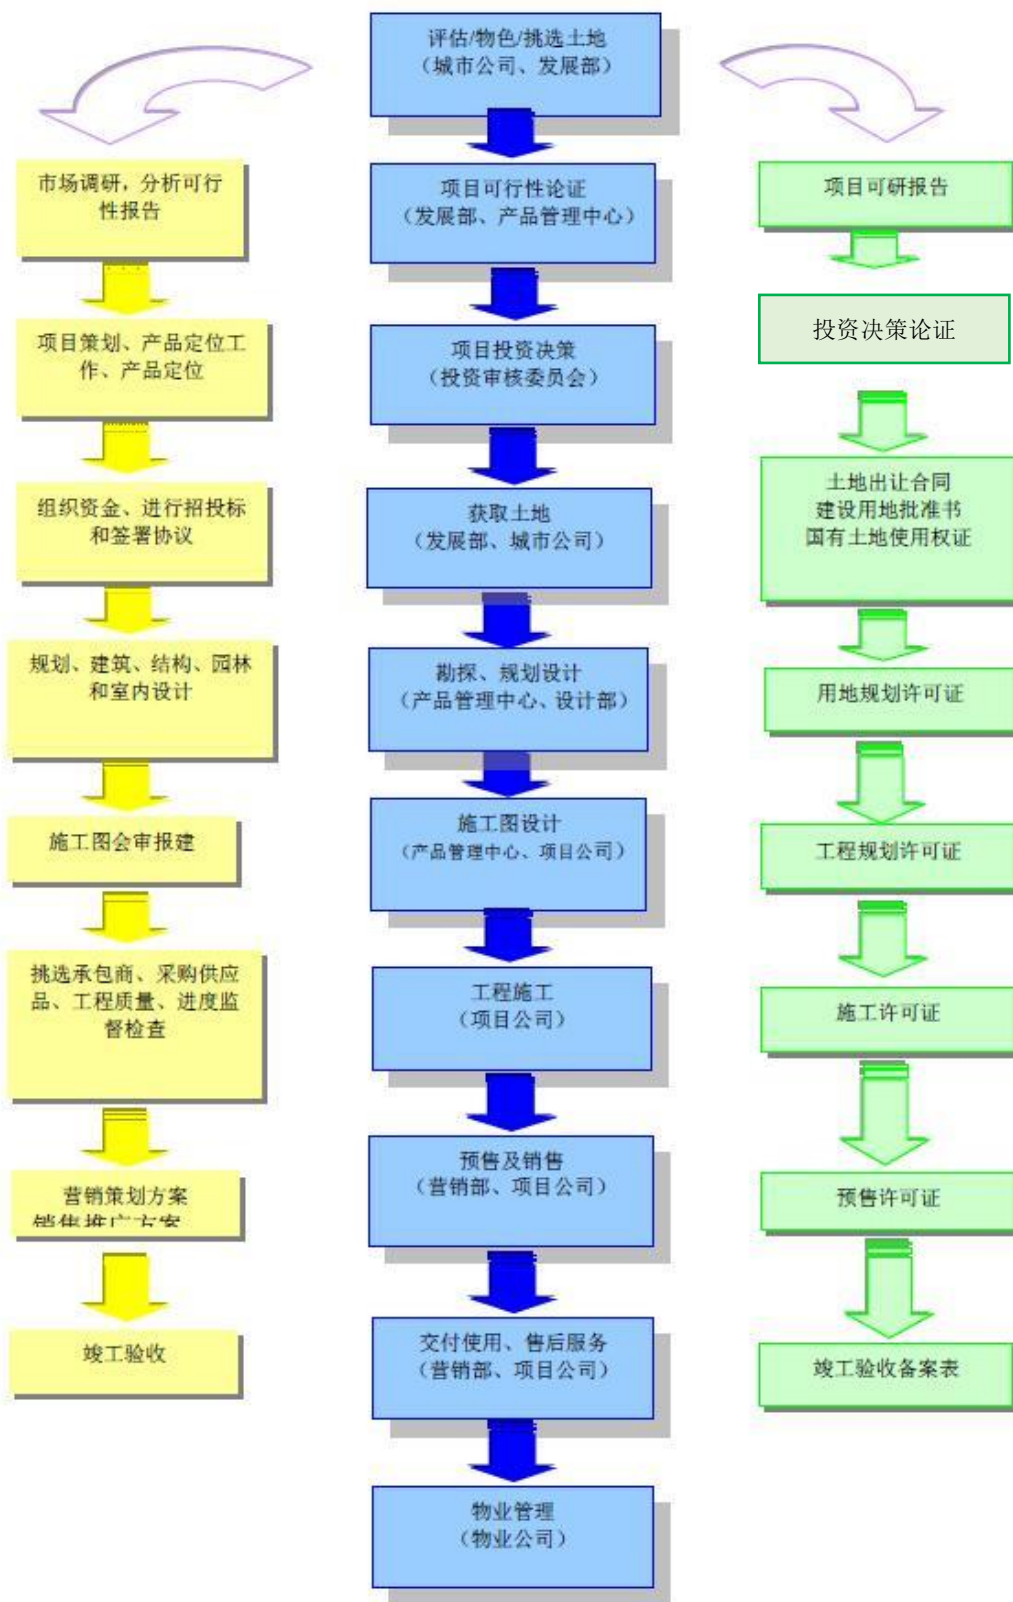 评估/物色/挑选土地
（城市公司、发展部）
市场调研，分析可行
性报告
项目可行性论证
（发展部、产品管理中心）
项目可研报告
投资决策论证
项目策划、产品定位工
作、产品定位
项目投资决策
（投资审核委员会）
组织资金、进行招投标
和签署协议
获取土地
（发展部、城市公司）
土地出让合同
建设用地批准书
国有土地使用权证
规划、建筑、结构、园林
和室内设计
勘探、规划设计
（产品管理中心、设计部）
用地规划许可证
施工图会审报建
施工图设计
（产品管理中心、项目公司）
工程规划许可证
挑选承包商、采购供应
品、工程质量、进度监
督检查
工程施工
（项目公司）
施工许可证
营销策划方案
销售推广方案
预售及销售
（营销部、项目公司）
预售许可证
竣工验收
交付使用、售后服务
（营销部、项目公司）
竣工验收备案表
物业管理
（物业公司）